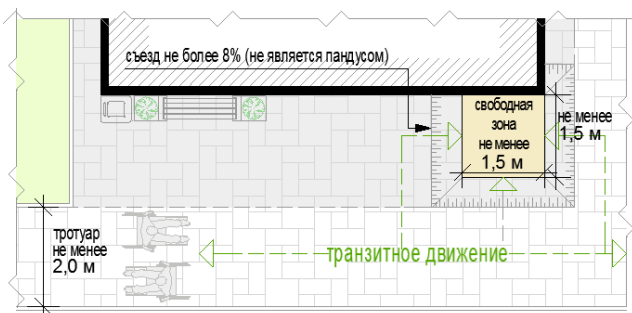 съезд не более 8% (не является пандусом)
свободная
зона
не менее
1,5 м
не менее
1,5 м
тротуар
не менее
2,0 м
транзитное движение